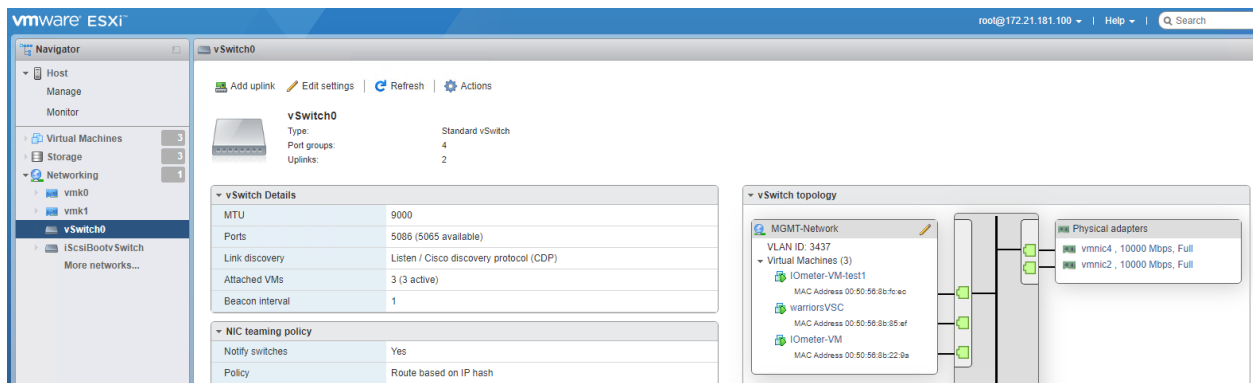 vmware ESXi™
root@172.21.181.100
Help
Search
Navigator
Host
Manage
Monitor
Virtual Machines 3
Storage 3
Networking 1
vmk0
vmk1
vSwitch0
iScsiBootvSwitch
More networks...
vSwitch0
Add uplink
Edit settings
Refresh
Actions
vSwitch0
Type: Standard vSwitch
Port groups: 4
Uplinks: 2
vSwitch Details
MTU 9000
Ports 5086 (5065 available)
Link discovery Listen / Cisco discovery protocol (CDP)
Attached VMs 3 (3 active)
Beacon interval 1
NIC teaming policy
Notify switches Yes
Policy Route based on IP hash
vSwitch topology
MGMT-Network
VLAN ID: 3437
Virtual Machines (3)
IOmeter-VM-test1
MAC Address 00:50:56:8b:fc:ec
warriorsVSC
MAC Address 00:50:56:8b:85:ef
IOmeter-VM
MAC Address 00:50:56:8b:22:9a
Physical adapters
vmnic4 , 10000 Mbps, Full
vmnic2 , 10000 Mbps, Full